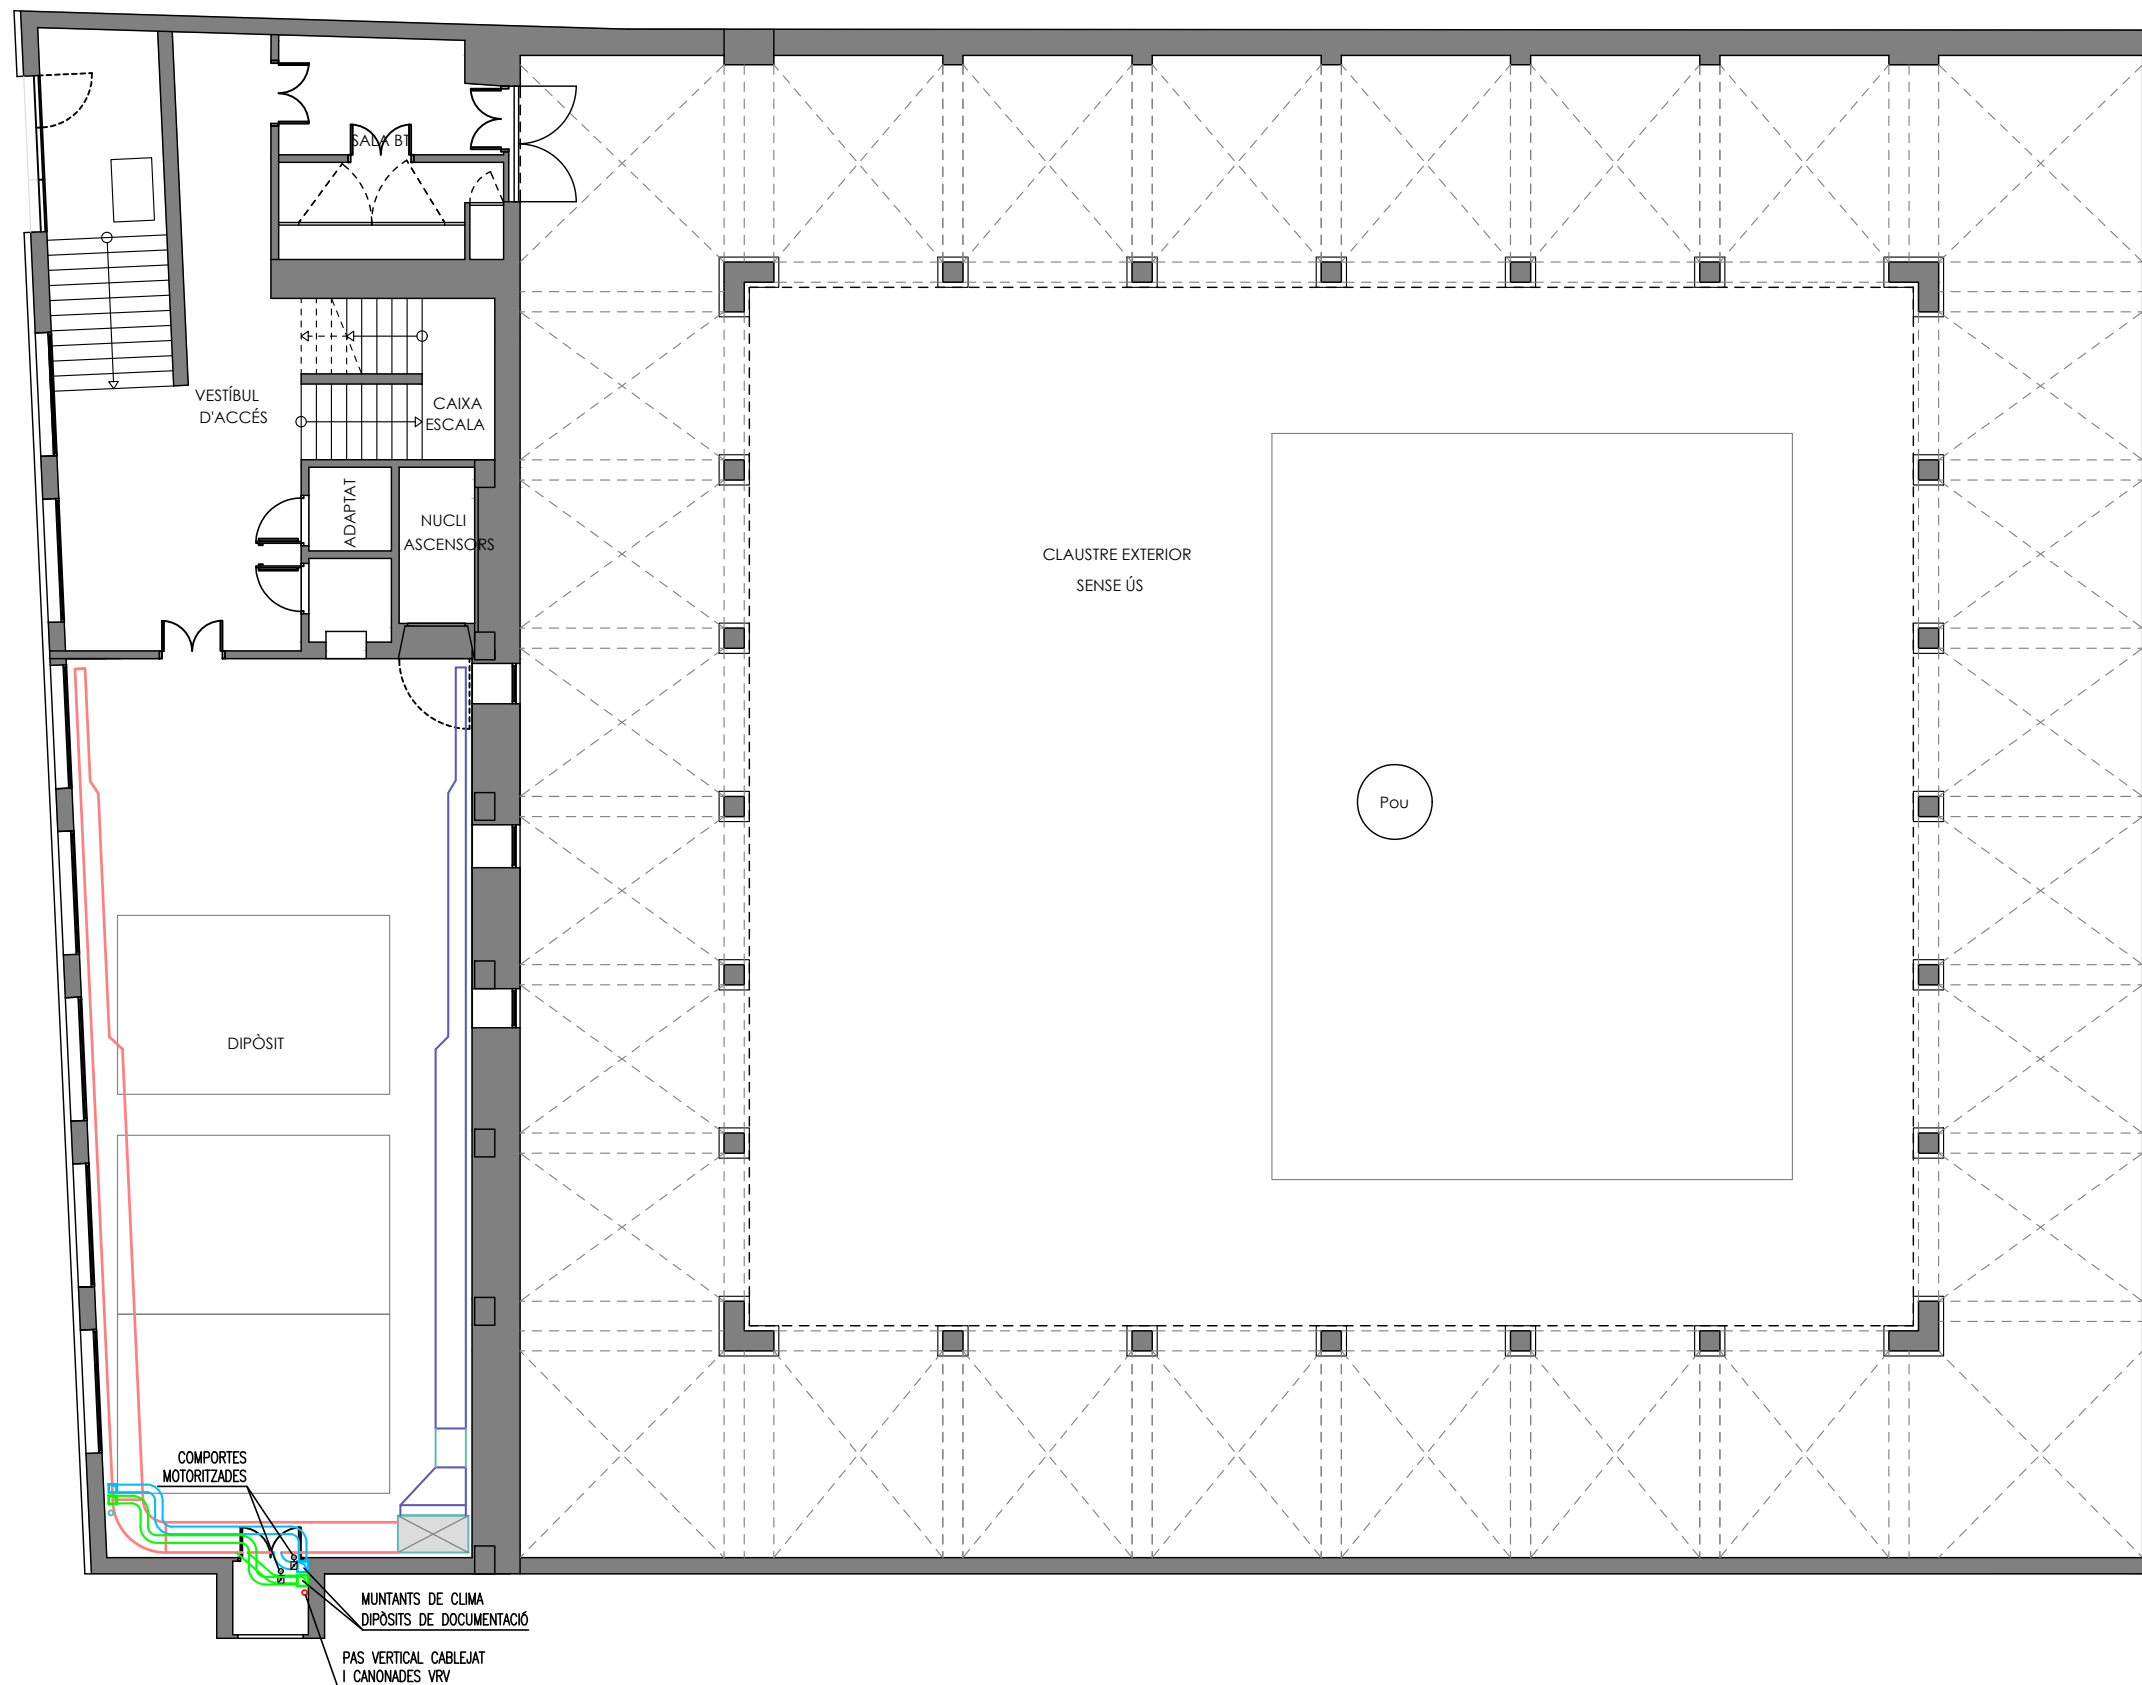 SALA BT
VESTÍBUL
D'ACCÉS
CAIXA
ESCALA
ADAPTAT
NUCLI
ASCENSORS
CLAUSTRE EXTERIOR
SENSE ÚS
Pou
DIPÒSIT
COMPORTES
MOTORITZADES
MUNTANTS DE CLIMA
DIPÒSITS DE DOCUMENTACIÓ
PAS VERTICAL CABLEJAT
I CANONADES VRV